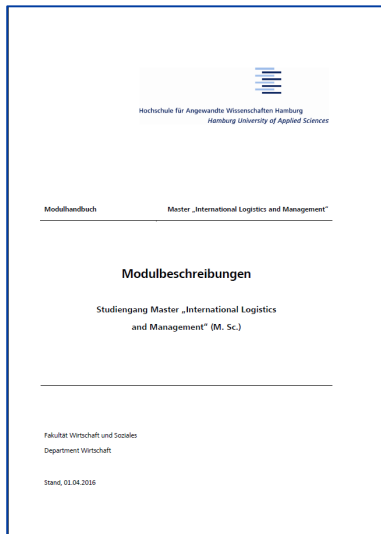 Hochschule für Angewandte Wissenschaften Hamburg
Hamburg University of Applied Sciences
Modulhandbuch Master „International Logistics and Management“
Modulbeschreibungen
Studiengang Master „International Logistics
and Management“ (M. Sc.)
Fakultät Wirtschaft und Soziales
Department Wirtschaft
Stand, 01.04.2016